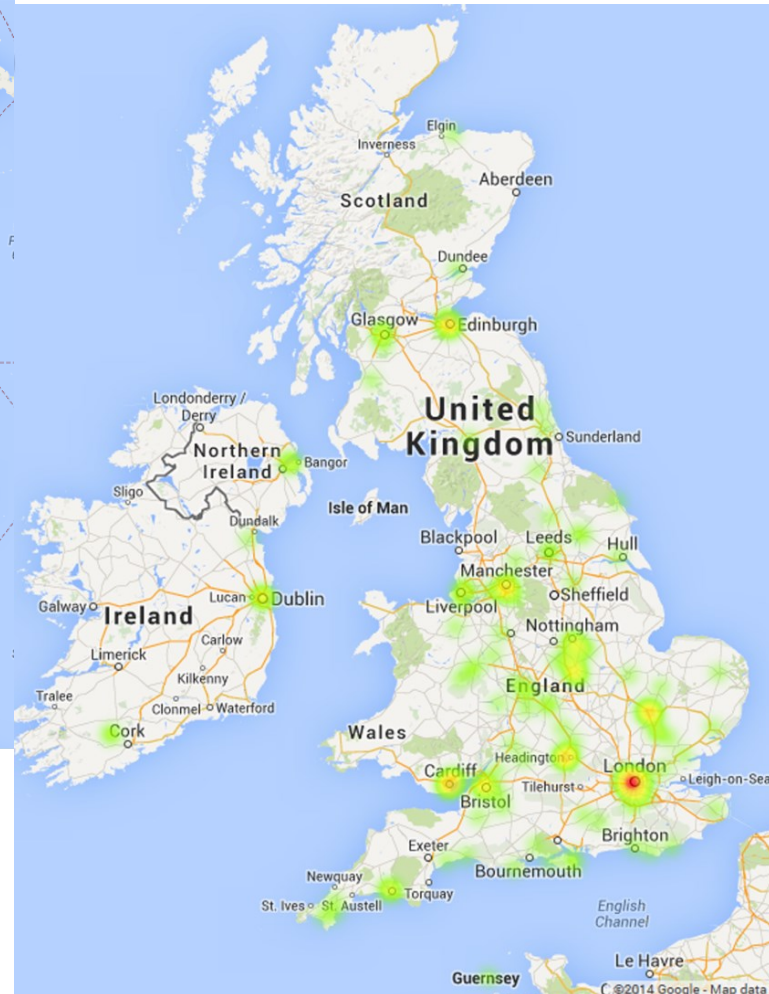 Elgin
Inverness
Aberdeen
Scotland
Dundee
Glasgow
Edinburgh
Londonderry /
Derry
United
Kingdom
Sunderland
Northern
Ireland
Bangor
Sligo
Isle of Man
Dundalk
Blackpool
Leeds
Hull
Manchester
Sheffield
Liverpool
Lucan
Dublin
Galway
Ireland
Nottingham
Carlow
Limerick
Kilkenny
England
Tralee
Clonmel
Waterford
Cork
Wales
Headington
London
Cardiff
Tilehurst
Leigh-on-Sea
Bristol
Brighton
Exeter
Bournemouth
Newquay
Torquay
St. Ives
St. Austell
English
Channel
Le Havre
Guernsey
©2014 Google - Map data